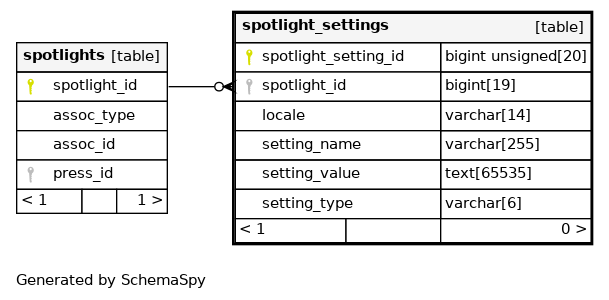 spotlights [table]
spotlight_id
assoc_type
assoc_id
press_id
< 1 1 >
spotlight_settings [table]
spotlight_setting_id bigint unsigned[20]
spotlight_id bigint[19]
locale varchar[14]
setting_name varchar[255]
setting_value text[65535]
setting_type varchar[6]
< 1 0 >
Generated by SchemaSpy